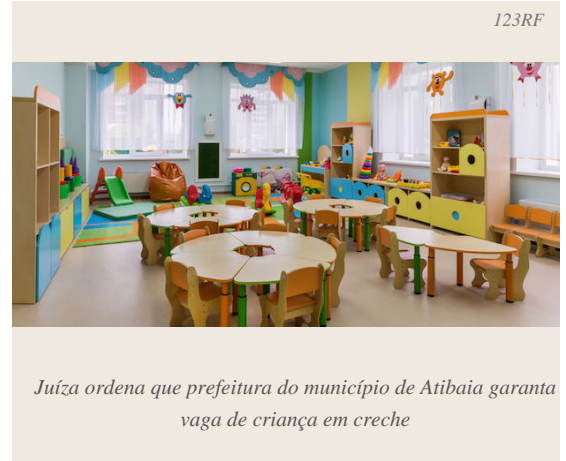 123RF
Juíza ordena que prefeitura do município de Atibaia garanta
vaga de criança em creche